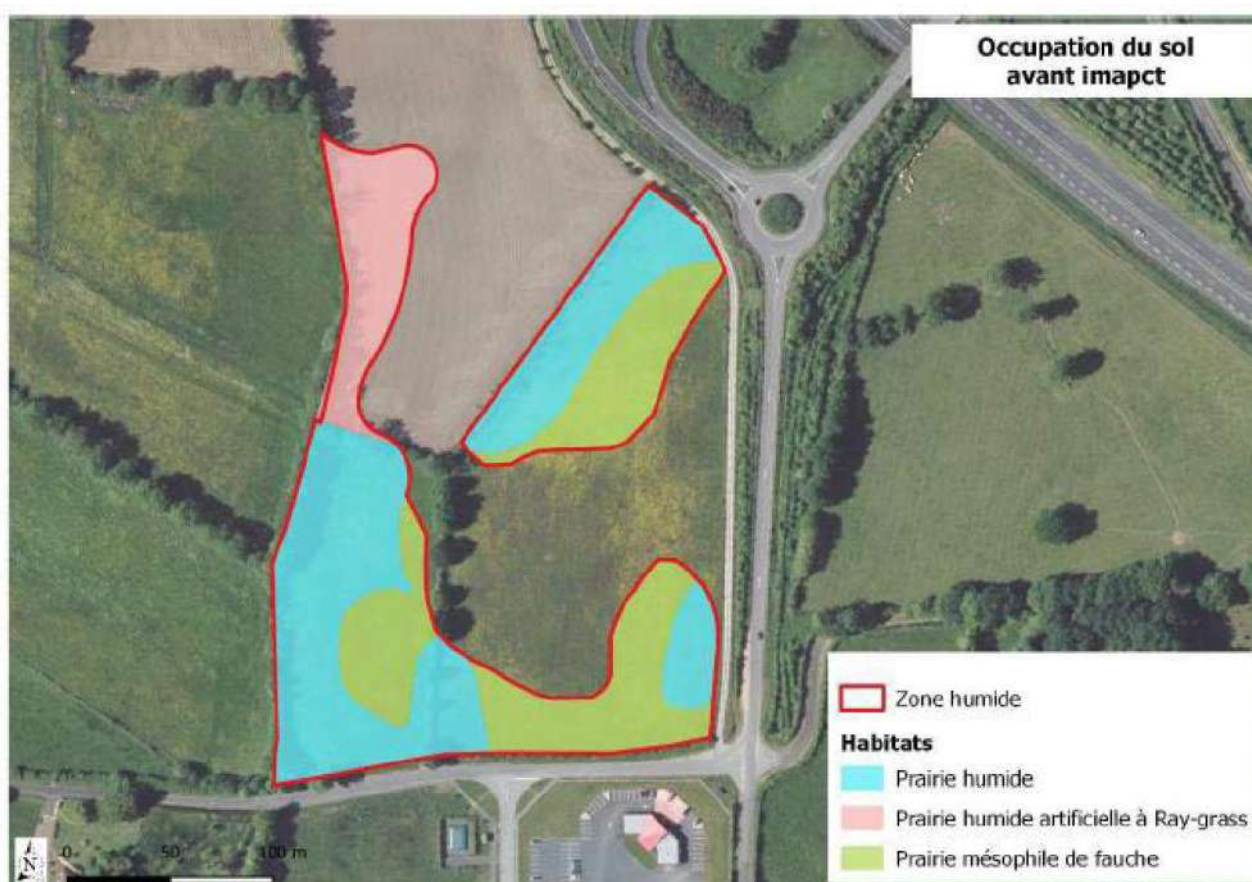 Occupation du sol
avant imapct
Zone humide
Habitats
Prairie humide
Prairie humide artificielle à Ray-grass
Prairie mésophile de fauche
N
0 50 100 m